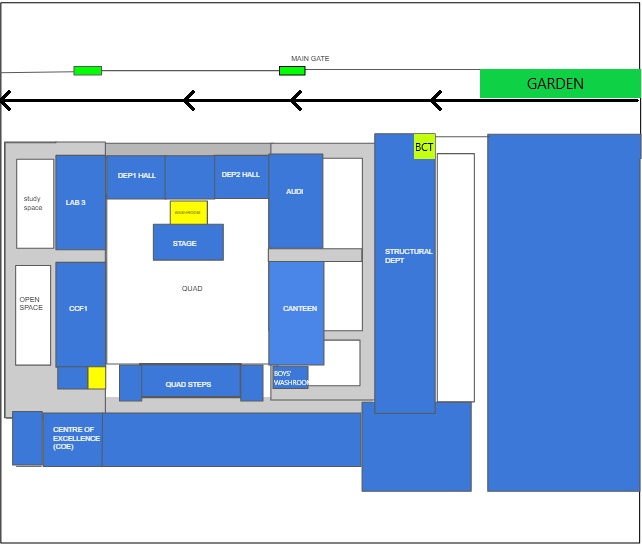 MAIN GATE
GARDEN
BCT
DEP1 HALL
DEP2 HALL
AUDI
study
space
LAB 3
WASHROOM
STAGE
STRUCTURAL
DEPT
QUAD
OPEN
SPACE
CCF1
CANTEEN
BOYS'
WASHROOM
QUAD STEPS
CENTRE OF
EXCELLENCE
(COE)